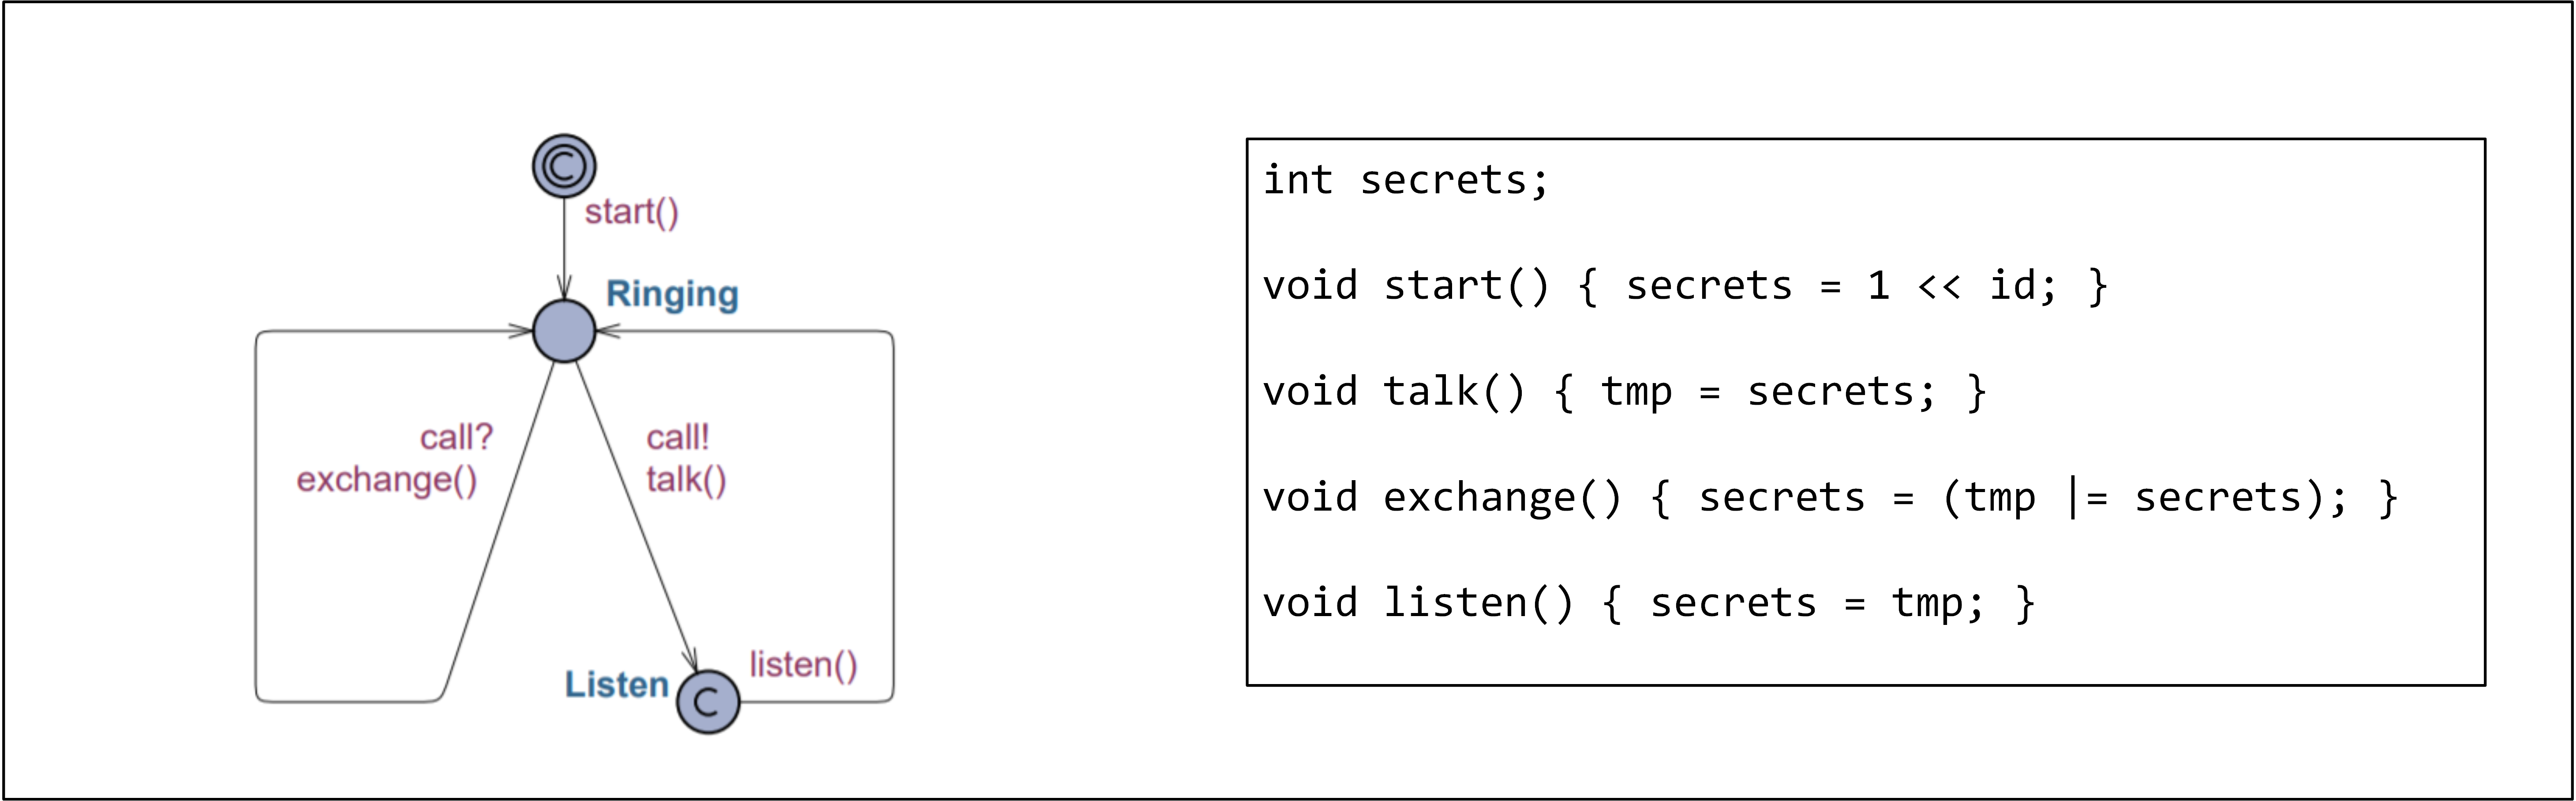 C
start()
Ringing
call?
exchange()
call!
talk()
Listen
C
listen()
int secrets;
void start() { secrets = 1 << id; }
void talk() { tmp = secrets; }
void exchange() { secrets = (tmp |= secrets); }
void listen() { secrets = tmp; }